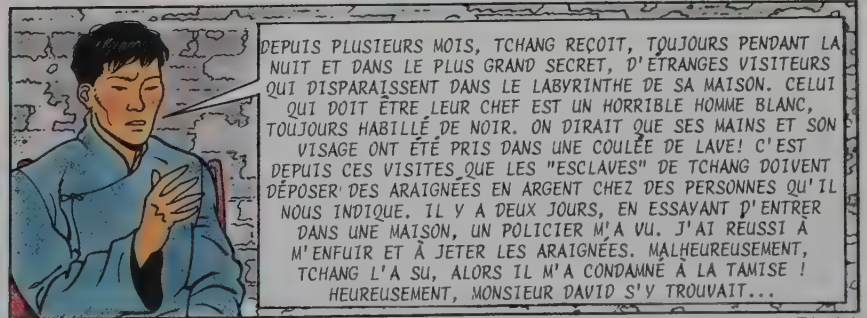 DEPUIS PLUSIEURS MOIS, TCHANG REÇOIT, TOUJOURS PENDANT LA
NUIT ET DANS LE PLUS GRAND SECRET, D'ÉTRANGES VISITEURS
QUI DISPARAISSENT DANS LE LABYRINTHE DE SA MAISON. CELUI
QUI DOIT ÊTRE LEUR CHEF EST UN HORRIBLE HOMME BLANC,
TOUJOURS HABILLÉ DE NOIR. ON DIRAIT QUE SES MAINS ET SON
VISAGE ONT ÉTÉ PRIS DANS UNE COULÉE DE LAVE! C'EST
DEPUIS CES VISITES QUE LES "ESCLAVES" DE TCHANG DOIVENT
DÉPOSER DES ARAIGNÉES EN ARGENT CHEZ DES PERSONNES QU'IL
NOUS INDIQUE. IL Y A DEUX JOURS, EN ESSAYANT D'ENTRER
DANS UNE MAISON, UN POLICIER M'A VU. J'AI RÉUSSI À
M'ENFUIR ET À JETER LES ARAIGNÉES. MALHEUREUSEMENT,
TCHANG L'A SU, ALORS IL M'A CONDAMNÉ À LA TAMISE !
HEUREUSEMENT, MONSIEUR DAVID S'Y TROUVAIT...